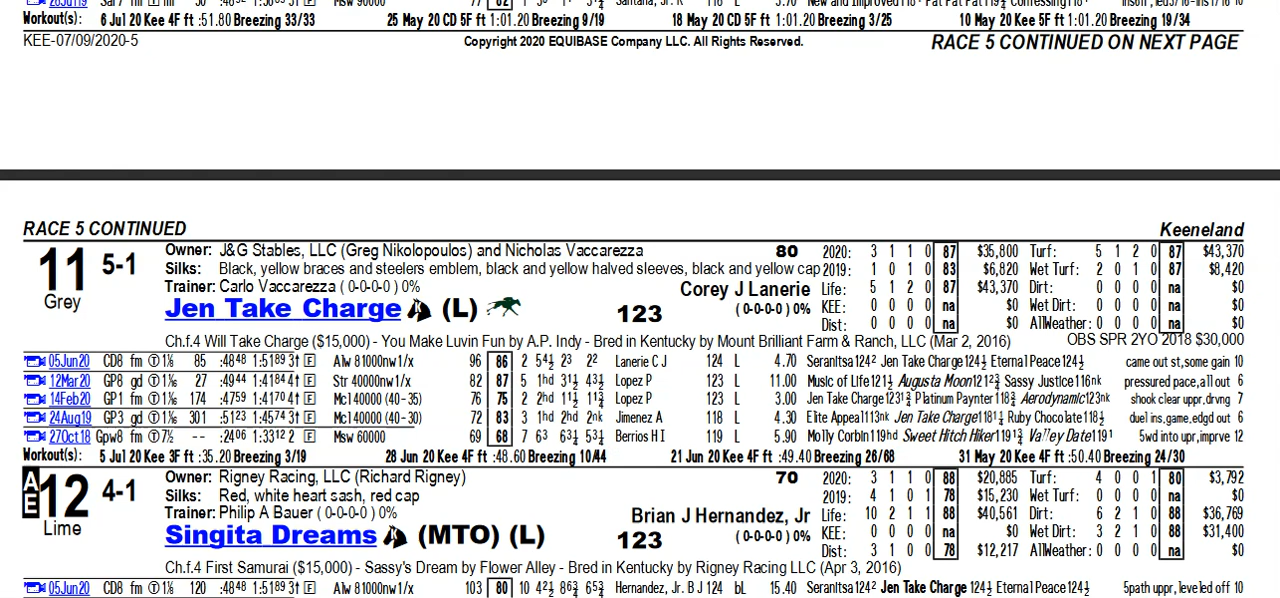 Workout(s): 6 Jul 20 Kee 4F ft :51.80 Breezing 33/33 25 May 20 CD 5F ft 1:01.20 Breezing 9/19 18 May 20 CD 5F ft 1:01.20 Breezing 3/25 10 May 20 Kee 5F ft 1:01.20 Breezing 19/34
KEE-07/09/2020-5 Copyright 2020 EQUIBASE Company LLC. All Rights Reserved. RACE 5 CONTINUED ON NEXT PAGE
RACE 5 CONTINUED Keeneland
11 5-1 Grey
Owner: J&G Stables, LLC (Greg Nikolopoulos) and Nicholas Vaccarezza 80 2020: 3 1 1 0 87 $35,800 Turf: 5 1 2 0 87 $43,370
Silks: Black, yellow braces and steelers emblem, black and yellow halved sleeves, black and yellow cap 2019: 1 0 1 0 83 $6,820 Wet Turf: 2 0 1 0 87 $8,420
Trainer: Carlo Vaccarezza ( 0-0-0-0 ) 0% Corey J Lanerie Life: 5 1 2 0 87 $43,370 Dirt: 0 0 0 0 na $0
Jen Take Charge (L) 123 ( 0-0-0-0 ) 0% KEE: 0 0 0 0 na $0 Wet Dirt: 0 0 0 0 na $0
Dist: 0 0 0 0 na $0 AllWeather: 0 0 0 0 na $0
Ch.f.4 Will Take Charge ($15,000) - You Make Luvin Fun by A.P. Indy - Bred in Kentucky by Mount Brilliant Farm & Ranch, LLC (Mar 2, 2016) OBS SPR 2YO 2018 $30,000
05Jun20 CD8 fm Ⓣ1⅛ 85 :48⁴⁸ 1:51⁸⁹ 3↑ F Alw 81000nw1/x 96 86 2 54½ 2³ 2² Lanerie C J 124 L 4.70 Seranitsa124² Jen Take Charge124½ Eternal Peace124½ came out st,some gain 10
12Mar20 GP8 gd Ⓣ1⅛ 27 :49⁴⁴ 1:41⁸⁴ 4↑ F Str 40000nw1/x 82 87 5 1hd 31½ 43½ Lopez P 123 L 11.00 Music of Life121½ Augusta Moon121²¾ Sassy Justice116nk pressured pace,all out 6
14Feb20 GP1 fm Ⓣ1⅛ 174 :47⁵⁹ 1:41⁷⁰ 4↑ F Mcl 40000 (40-35) 76 75 2 2hd 11½ 11¾ Lopez P 123 L 3.00 Jen Take Charge123¹¾ Platinum Paynter118¾ Aerodynamic123nk shook clear uppr,drvng 7
24Aug19 GP3 gd Ⓣ1⅛ 301 :51²³ 1:45⁷⁴ 3↑ F Mcl 40000 (40-30) 72 83 3 1hd 2hd 2nk Jimenez A 118 L 4.30 Elite Appeal113nk Jen Take Charge118¹¼ Ruby Chocolate118½ duel ins,game,edgd out 6
27Oct18 Gpw8 fm Ⓣ7½ -- :24⁰⁶ 1:33¹² 2 F Msw 60000 69 68 7 6³ 63½ 53½ Berrios H I 119 L 5.90 Molly Corbin119hd Sweet Hitch Hiker119¹¾ Valley Date119¹ 5wd into upr,imprve 12
Workout(s): 5 Jul 20 Kee 3F ft :35.20 Breezing 3/19 28 Jun 20 Kee 4F ft :48.60 Breezing 10/44 21 Jun 20 Kee 4F ft :49.40 Breezing 26/68 31 May 20 Kee 4F ft :50.40 Breezing 24/30
AE 12 4-1 Lime
Owner: Rigney Racing, LLC (Richard Rigney) 70 2020: 3 1 1 0 88 $20,885 Turf: 4 0 0 1 80 $3,792
Silks: Red, white heart sash, red cap 2019: 4 1 0 1 78 $15,230 Wet Turf: 0 0 0 0 na $0
Trainer: Philip A Bauer ( 0-0-0-0 ) 0% Brian J Hernandez, Jr Life: 10 2 1 1 88 $40,561 Dirt: 6 2 1 0 88 $36,769
Singita Dreams (MTO) (L) 123 ( 0-0-0-0 ) 0% KEE: 0 0 0 0 na $0 Wet Dirt: 3 2 1 0 88 $31,400
Dist: 3 1 0 0 78 $12,217 AllWeather: 0 0 0 0 na $0
Ch.f.4 First Samurai ($15,000) - Sassy's Dream by Flower Alley - Bred in Kentucky by Rigney Racing LLC (Apr 3, 2016)
05Jun20 CD8 fm Ⓣ1⅛ 120 :48⁴⁸ 1:51⁸⁹ 3↑ F Alw 81000nw1/x 103 80 10 42½ 86¾ 65¾ Hernandez, Jr. B J 124 bL 15.40 Seranitsa124² Jen Take Charge 124½ Eternal Peace124½ 5path uppr, leveled off 10